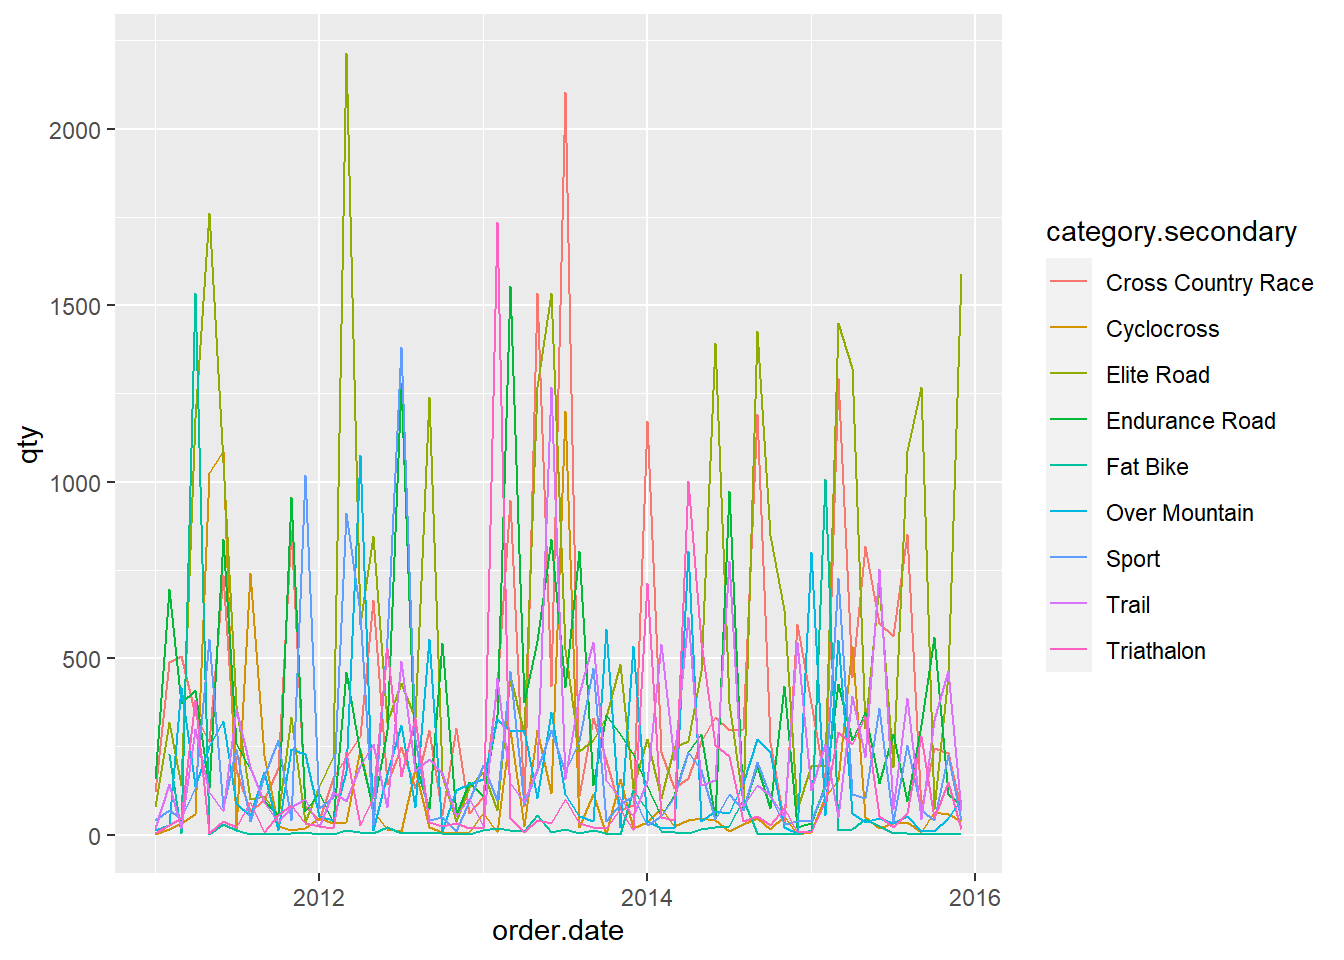 2000
1500
1000
500
0
qty
2012
2014
2016
order.date
category.secondary
Cross Country Race
Cyclocross
Elite Road
Endurance Road
Fat Bike
Over Mountain
Sport
Trail
Triathalon